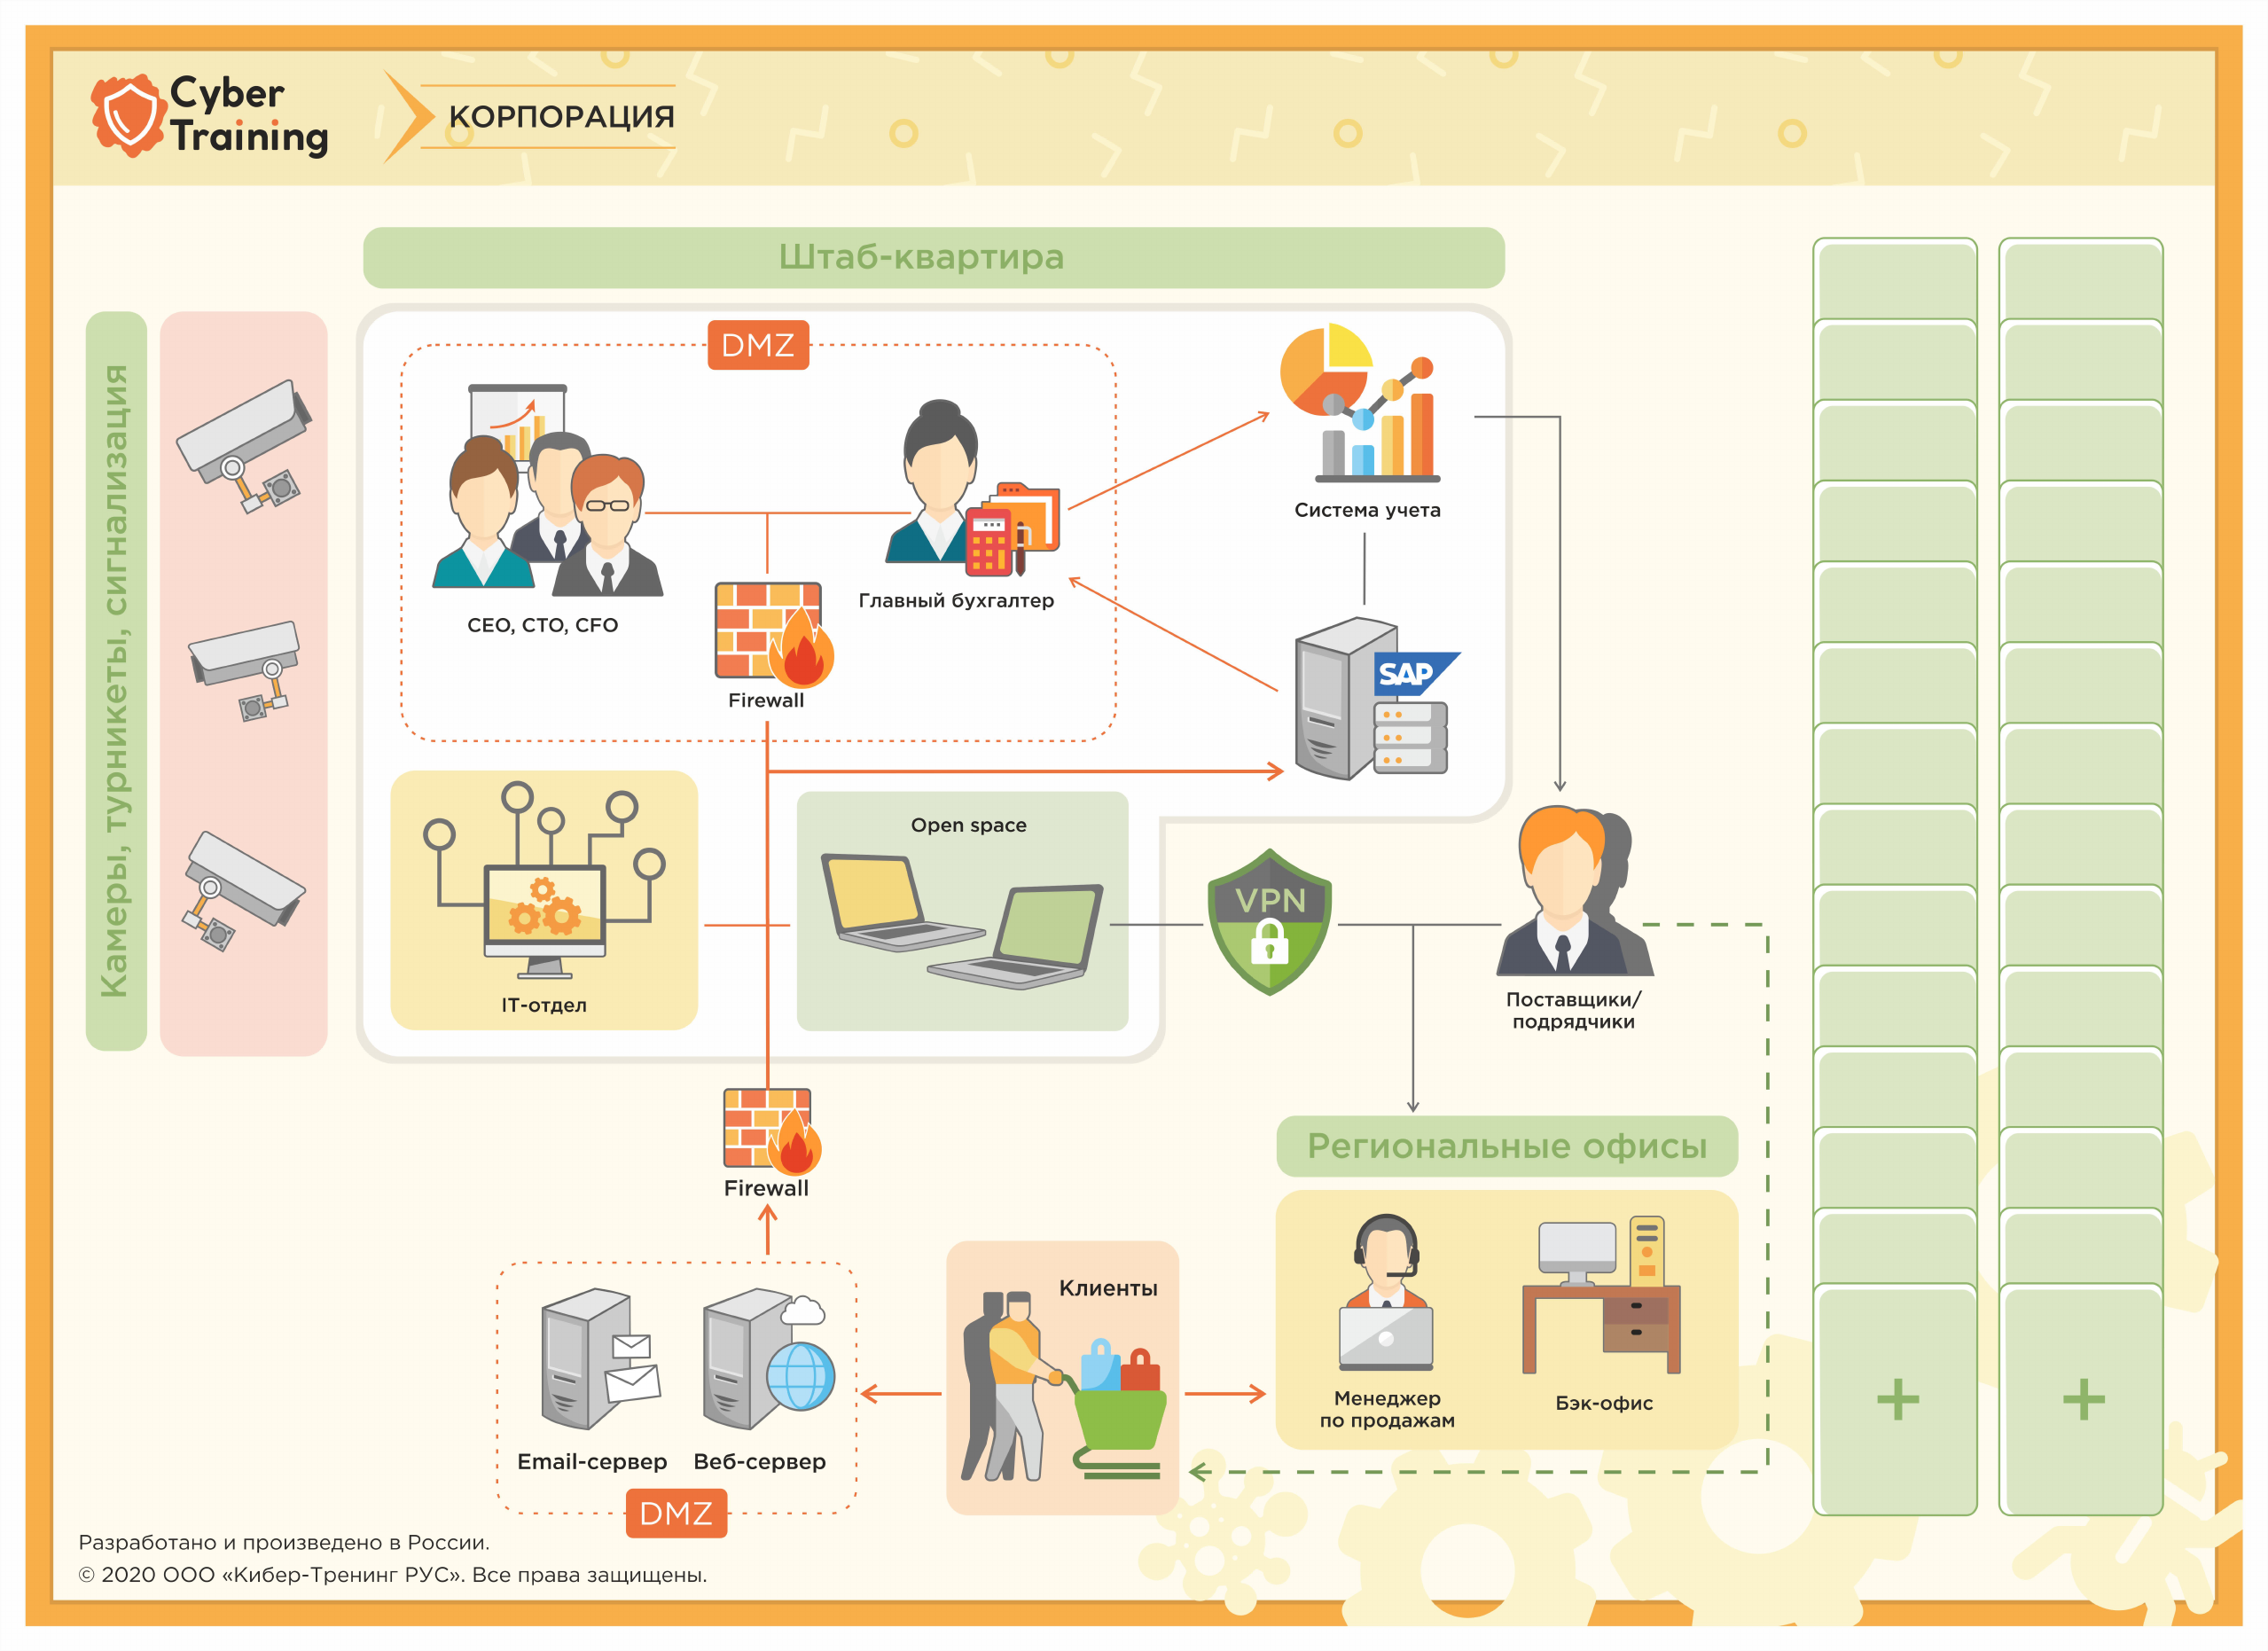 Cyber
Training
КОРПОРАЦИЯ
Штаб-квартира
Камеры, турникеты, сигнализация
DMZ
CEO, CTO, CFO
Firewall
Главный бухгалтер
Система учета
SAP
IT-отдел
Open space
VPN
Поставщики/
подрядчики
Firewall
Региональные офисы
Клиенты
Менеджер
по продажам
Бэк-офис
Email-сервер
Веб-сервер
DMZ
+
+
Разработано и произведено в России.
© 2020 ООО «Кибер-Тренинг РУС». Все права защищены.